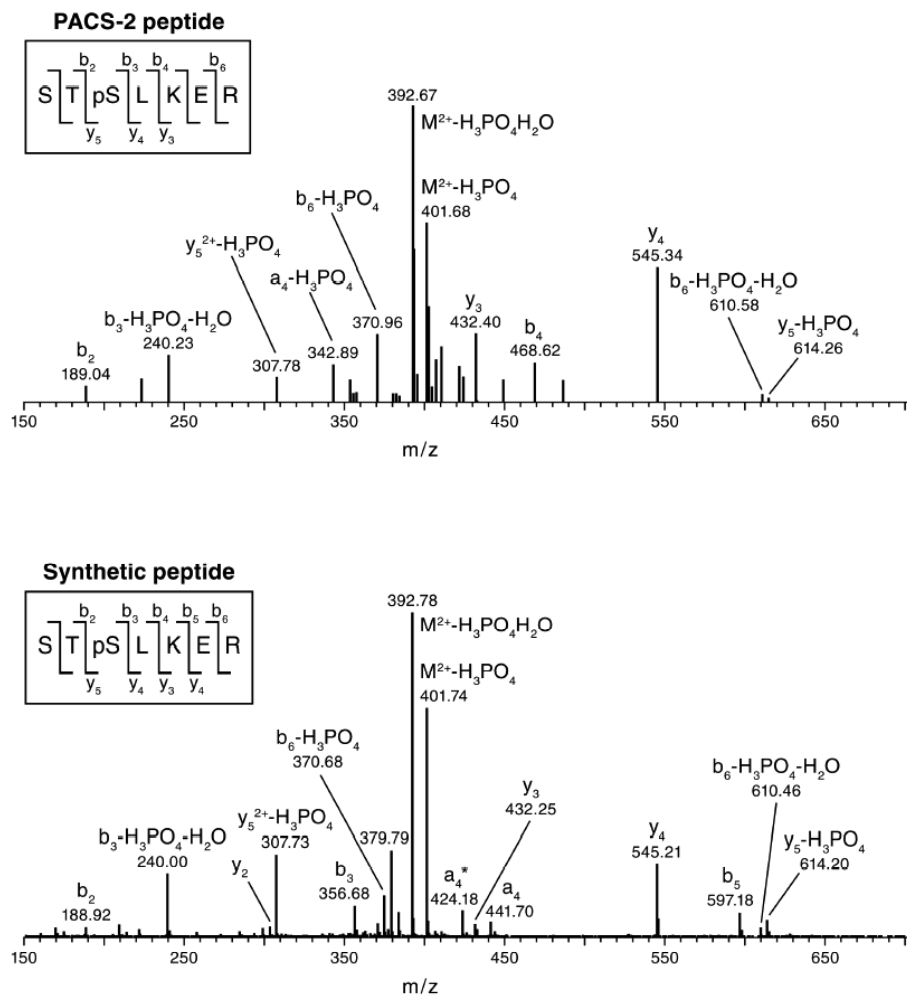 PACS-2 peptide
b2 b3 b4 b6
S T pS L K E R
y5 y4 y3
392.67
M2+-H3PO4H2O
M2+-H3PO4
401.68
b6-H3PO4
370.96
y5 2+-H3PO4
307.78
a4-H3PO4
342.89
b3-H3PO4-H2O
240.23
b2
189.04
y3
432.40
b4
468.62
y4
545.34
b6-H3PO4-H2O
610.58
y5-H3PO4
614.26
150 250 350 450 550 650
m/z
Synthetic peptide
b2 b3 b4 b5 b6
S T pS L K E R
y5 y4 y3 y4
392.78
M2+-H3PO4H2O
M2+-H3PO4
401.74
b6-H3PO4
370.68
379.79
y5 2+-H3PO4
307.73
b3-H3PO4-H2O
240.00
y2
b2
188.92
b3
356.68
a4*
424.18
y3
432.25
a4
441.70
y4
545.21
b5
597.18
b6-H3PO4-H2O
610.46
y5-H3PO4
614.20
150 250 350 450 550 650
m/z